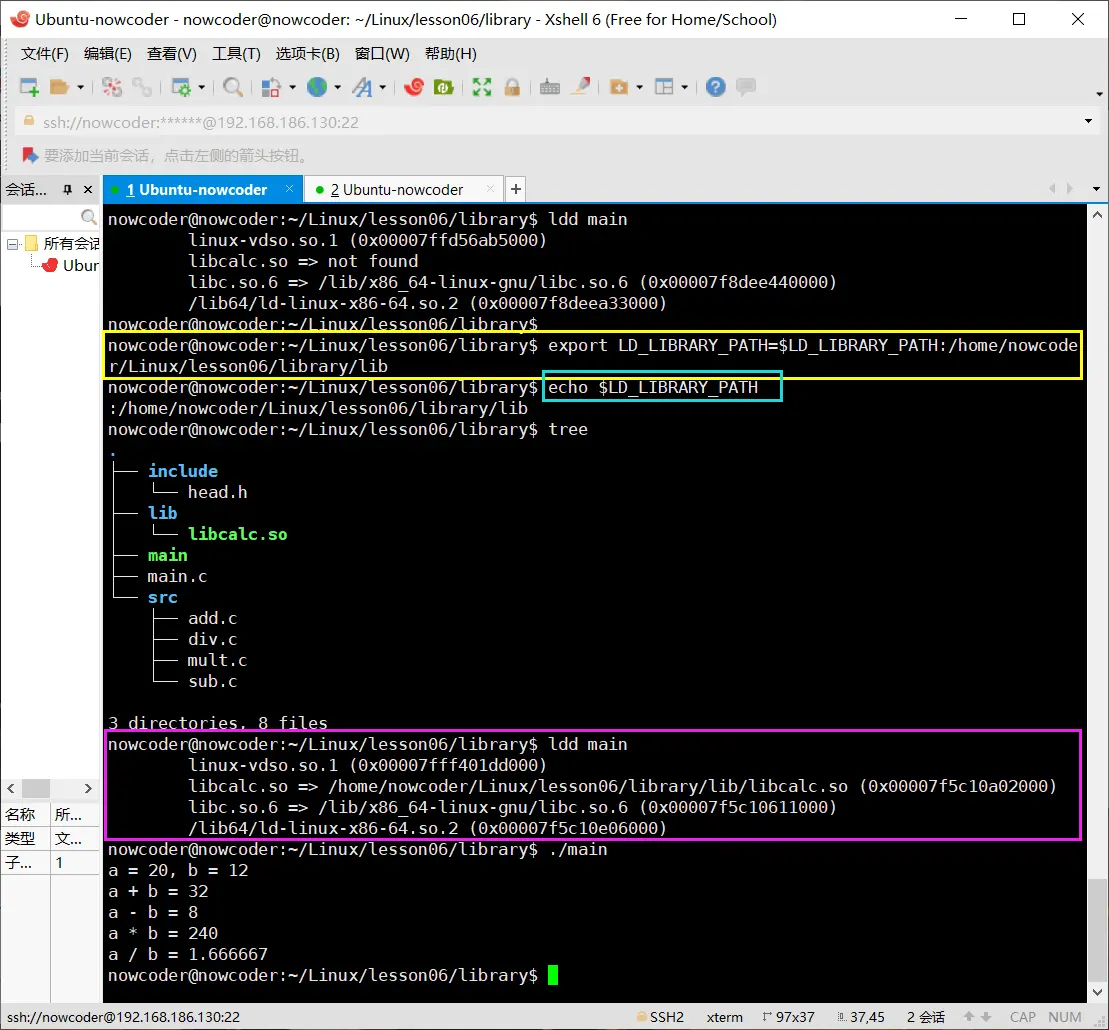 Ubuntu-nowcoder - nowcoder@nowcoder: ~/Linux/lesson06/library - Xshell 6 (Free for Home/School)
文件(F) 编辑(E) 查看(V) 工具(T) 选项卡(B) 窗口(W) 帮助(H)
ssh://nowcoder:******@192.168.186.130:22
要添加当前会话，点击左侧的箭头按钮。
会话...
1 Ubuntu-nowcoder
2 Ubuntu-nowcoder
所有会话
Ubur
名称 所...
类型 文...
子... 1
nowcoder@nowcoder:~/Linux/lesson06/library$ ldd main
linux-vdso.so.1 (0x00007ffd56ab5000)
libcalc.so => not found
libc.so.6 => /lib/x86_64-linux-gnu/libc.so.6 (0x00007f8dee440000)
/lib64/ld-linux-x86-64.so.2 (0x00007f8deea33000)
nowcoder@nowcoder:~/Linux/lesson06/library$
nowcoder@nowcoder:~/Linux/lesson06/library$ export LD_LIBRARY_PATH=$LD_LIBRARY_PATH:/home/nowcode
r/Linux/lesson06/library/lib
nowcoder@nowcoder:~/Linux/lesson06/library$ echo $LD_LIBRARY_PATH
:/home/nowcoder/Linux/lesson06/library/lib
nowcoder@nowcoder:~/Linux/lesson06/library$ tree
.
├── include
│   └── head.h
├── lib
│   └── libcalc.so
├── main
├── main.c
└── src
    ├── add.c
    ├── div.c
    ├── mult.c
    └── sub.c
3 directories, 8 files
nowcoder@nowcoder:~/Linux/lesson06/library$ ldd main
linux-vdso.so.1 (0x00007fff401dd000)
libcalc.so => /home/nowcoder/Linux/lesson06/library/lib/libcalc.so (0x00007f5c10a02000)
libc.so.6 => /lib/x86_64-linux-gnu/libc.so.6 (0x00007f5c10611000)
/lib64/ld-linux-x86-64.so.2 (0x00007f5c10e06000)
nowcoder@nowcoder:~/Linux/lesson06/library$ ./main
a = 20, b = 12
a + b = 32
a - b = 8
a * b = 240
a / b = 1.666667
nowcoder@nowcoder:~/Linux/lesson06/library$
ssh://nowcoder@192.168.186.130:22 SSH2 xterm 97x37 37,45 2 会话 CAP NUM